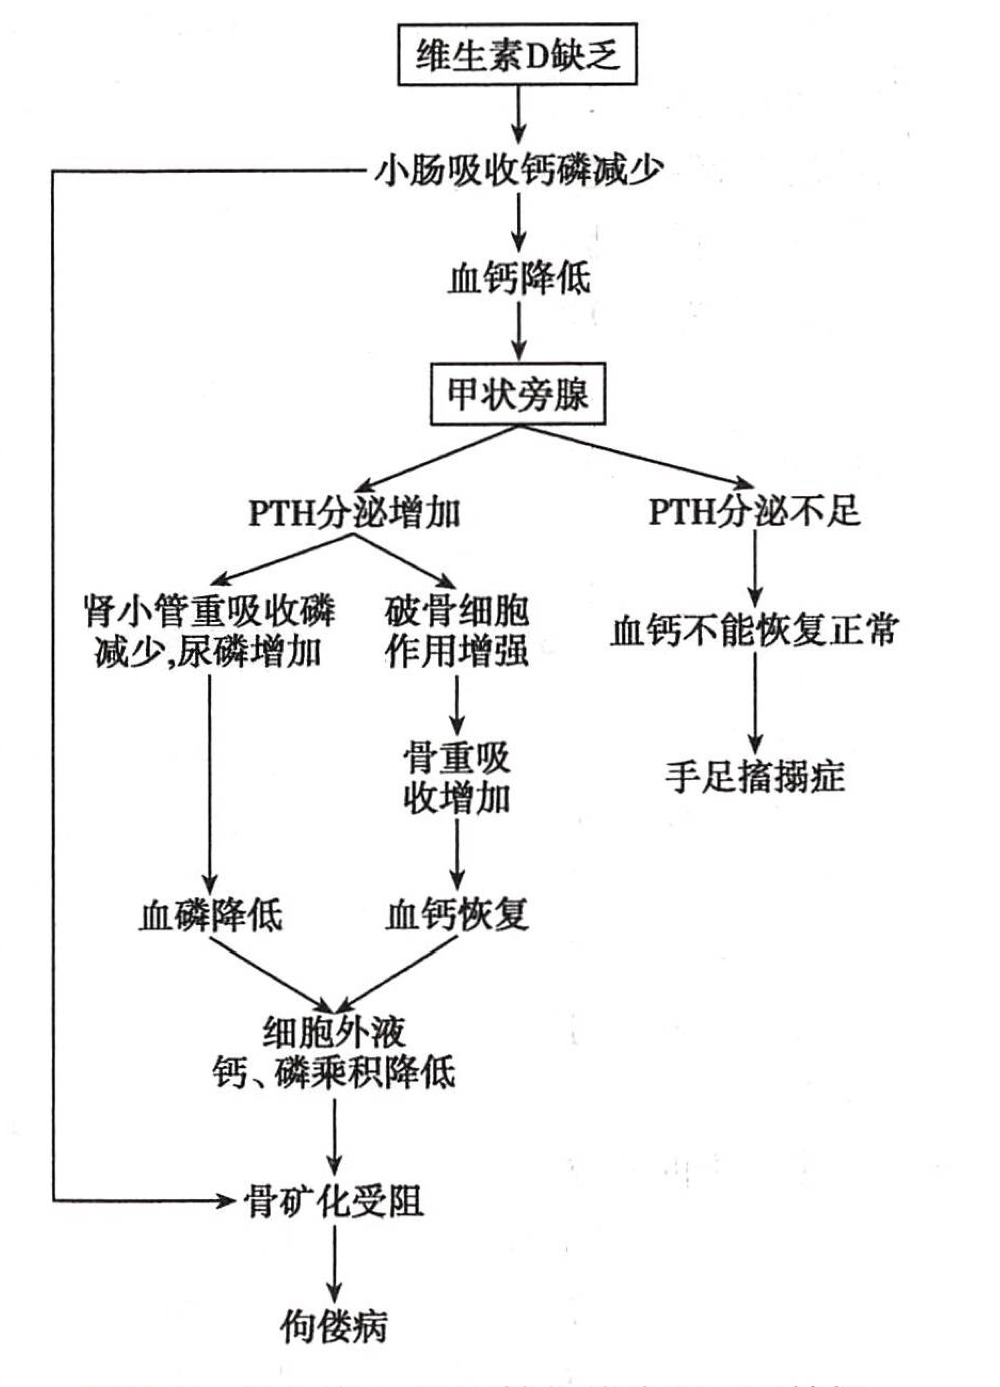 维生素D缺乏
小肠吸收钙磷减少
血钙降低
甲状旁腺
PTH分泌增加
PTH分泌不足
肾小管重吸收磷
减少,尿磷增加
破骨细胞
作用增强
血钙不能恢复正常
骨重吸
收增加
手足搐搦症
血磷降低
血钙恢复
细胞外液
钙、磷乘积降低
骨矿化受阻
佝偻病